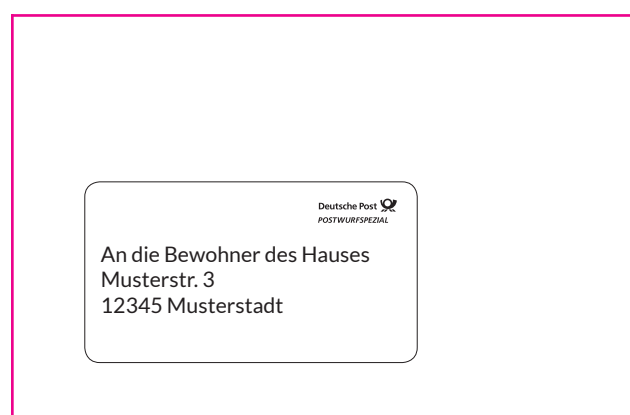 Deutsche Post
POSTWURFSPEZIAL
An die Bewohner des Hauses
Musterstr. 3
12345 Musterstadt